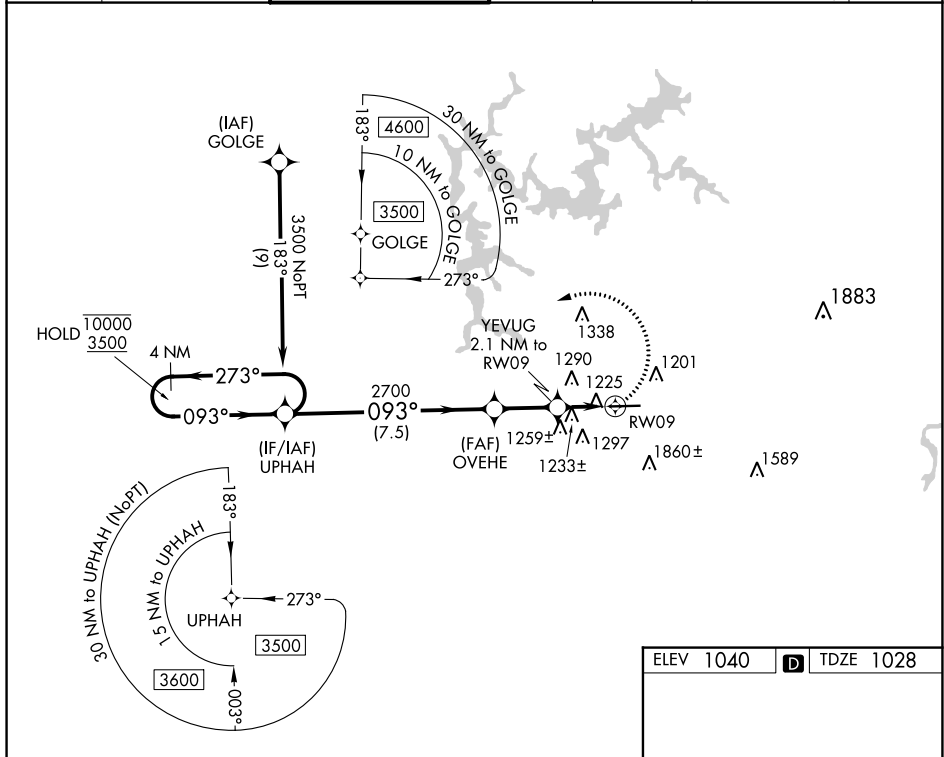 (IAF)
GOLGE
3500 NoPT
183°
(9)
183°
4600
30 NM to GOLGE
10 NM to GOLGE
3500
GOLGE
273°
HOLD
10000
3500
4 NM
273°
093°
(IF/IAF)
UPHAH
2700
093°
(7.5)
(FAF)
OVEHE
YEVUG
2.1 NM to
RW09
1338
1883
1290
1225
1201
RW09
1259±
1233±
1297
1860±
1589
30 NM to UPHAH (NoPT)
15 NM to UPHAH
183°
UPHAH
273°
3500
3600
003°
ELEV 1040 D TDZE 1028